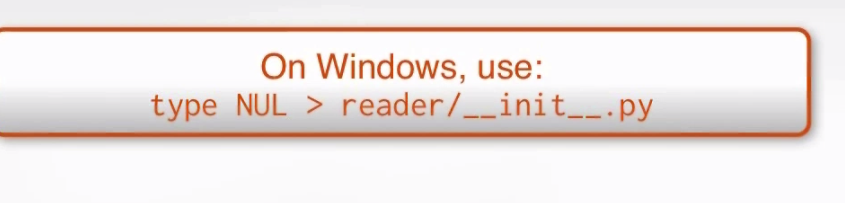 On Windows, use:
type NUL > reader/__init__.py